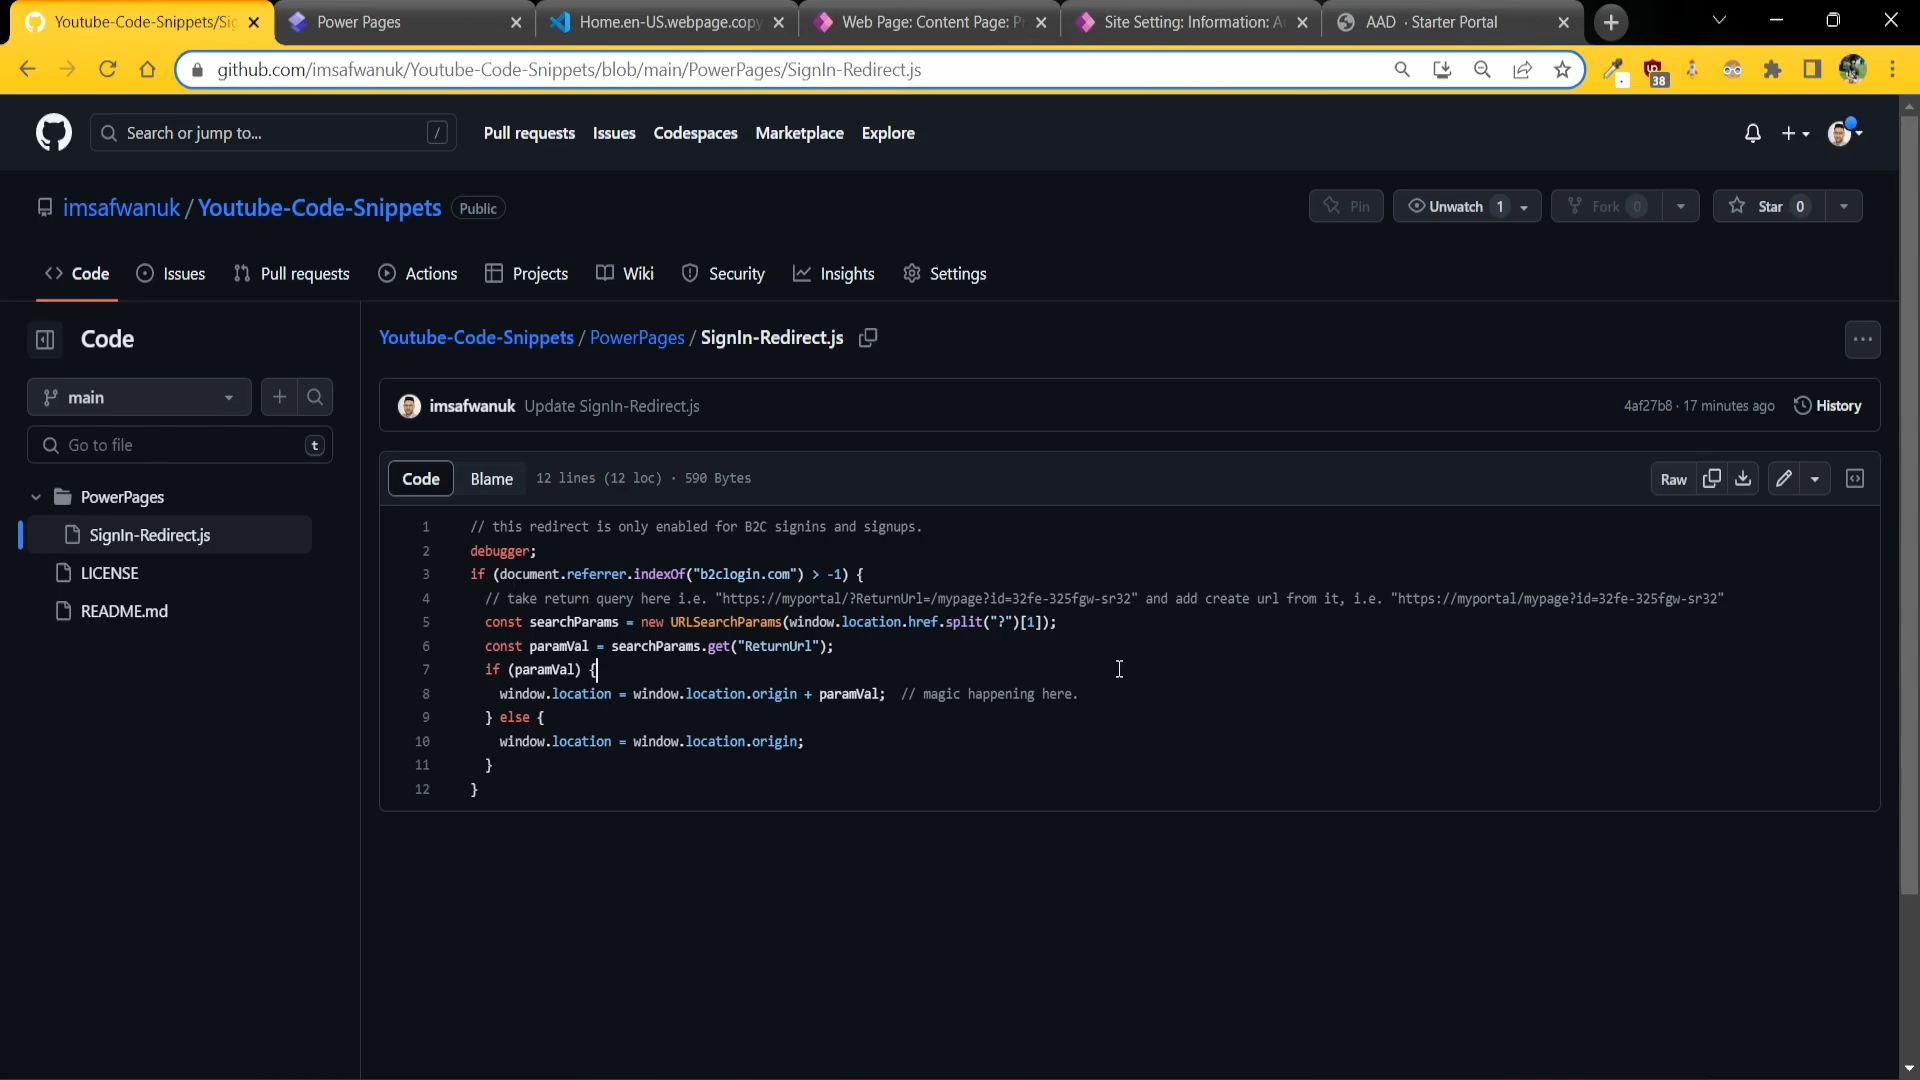 Youtube-Code-Snippets/Sig
Power Pages
Home.en-US.webpage.copy
Web Page: Content Page: P
Site Setting: Information: A
AAD · Starter Portal
github.com/imsafwanuk/Youtube-Code-Snippets/blob/main/PowerPages/SignIn-Redirect.js
38
Search or jump to...
/
Pull requests
Issues
Codespaces
Marketplace
Explore
imsafwanuk / Youtube-Code-Snippets
Public
Pin
Unwatch 1
Fork 0
Star 0
Code
Issues
Pull requests
Actions
Projects
Wiki
Security
Insights
Settings
Code
main
Go to file
t
PowerPages
SignIn-Redirect.js
LICENSE
README.md
Youtube-Code-Snippets / PowerPages / SignIn-Redirect.js
imsafwanuk Update SignIn-Redirect.js
4af27b8 · 17 minutes ago
History
Code
Blame
12 lines (12 loc) · 590 Bytes
Raw
1 // this redirect is only enabled for B2C signins and signups.
2 debugger;
3 if (document.referrer.indexOf("b2clogin.com") > -1) {
4 // take return query here i.e. "https://myportal/?ReturnUrl=/mypage?id=32fe-325fgw-sr32" and add create url from it, i.e. "https://myportal/mypage?id=32fe-325fgw-sr32"
5 const searchParams = new URLSearchParams(window.location.href.split("?")[1]);
6 const paramVal = searchParams.get("ReturnUrl");
7 if (paramVal) {
8 window.location = window.location.origin + paramVal; // magic happening here.
9 } else {
10 window.location = window.location.origin;
11 }
12 }